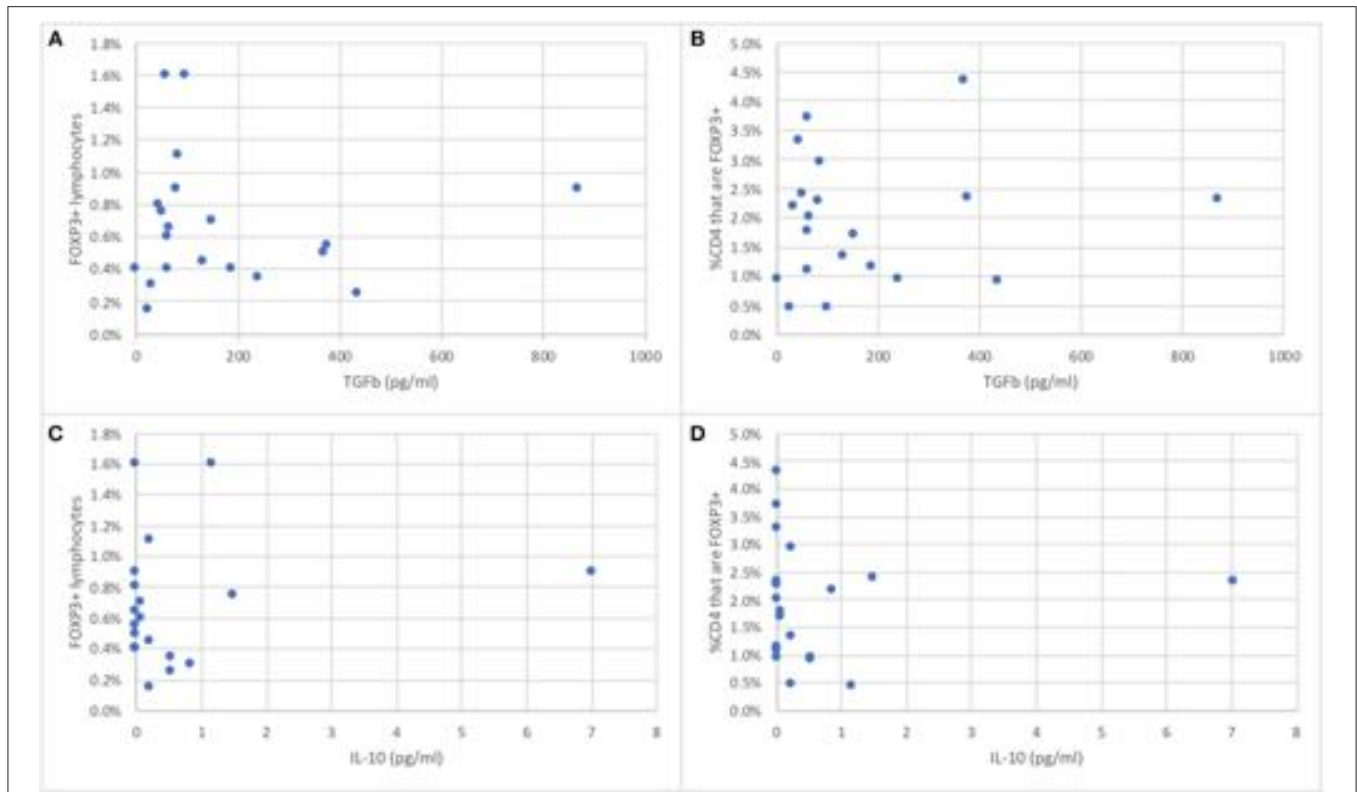 A
1.8%
1.6%
1.4%
1.2%
1.0%
0.8%
0.6%
0.4%
0.2%
0.0%
FOXP3+ lymphocytes
0 200 400 600 800 1000
TGFb (pg/ml)
B
5.0%
4.5%
4.0%
3.5%
3.0%
2.5%
2.0%
1.5%
1.0%
0.5%
0.0%
%CD4 that are FOXP3+
0 200 400 600 800 1000
TGFb (pg/ml)
C
1.8%
1.6%
1.4%
1.2%
1.0%
0.8%
0.6%
0.4%
0.2%
0.0%
FOXP3+ lymphocytes
0 1 2 3 4 5 6 7 8
IL-10 (pg/ml)
D
5.0%
4.5%
4.0%
3.5%
3.0%
2.5%
2.0%
1.5%
1.0%
0.5%
0.0%
%CD4 that are FOXP3+
0 1 2 3 4 5 6 7 8
IL-10 (pg/ml)